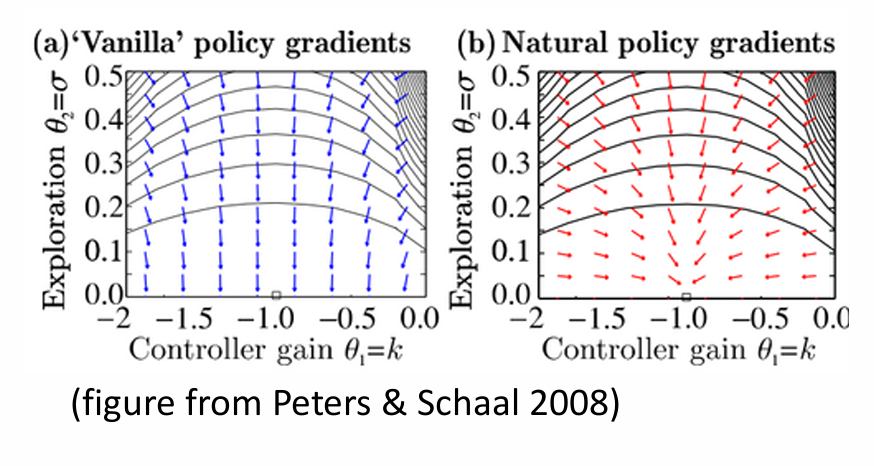 (a)‘Vanilla’ policy gradients
Exploration θ₂=σ
0.5
0.4
0.3
0.2
0.1
0.0
−2 −1.5 −1.0 −0.5 0.0
Controller gain θ₁=k
(b) Natural policy gradients
Exploration θ₂=σ
0.5
0.4
0.3
0.2
0.1
0.0
−2 −1.5 −1.0 −0.5 0.0
Controller gain θ₁=k
(figure from Peters & Schaal 2008)